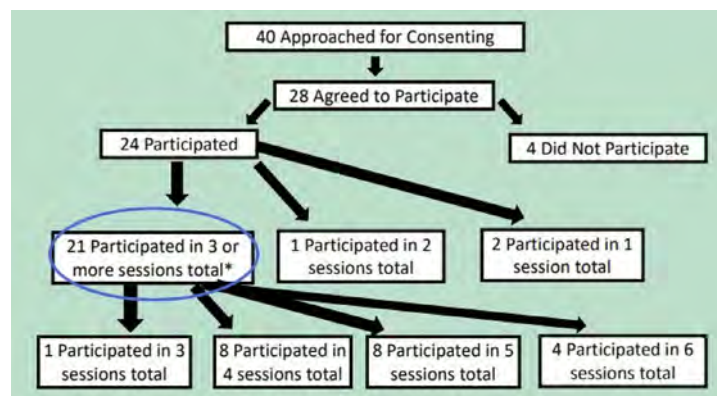 40 Approached for Consenting
28 Agreed to Participate
24 Participated
4 Did Not Participate
21 Participated in 3 or
more sessions total*
1 Participated in 2
sessions total
2 Participated in 1
session total
1 Participated in 3
sessions total
8 Participated in
4 sessions total
8 Participated in 5
sessions total
4 Participated in 6
sessions total